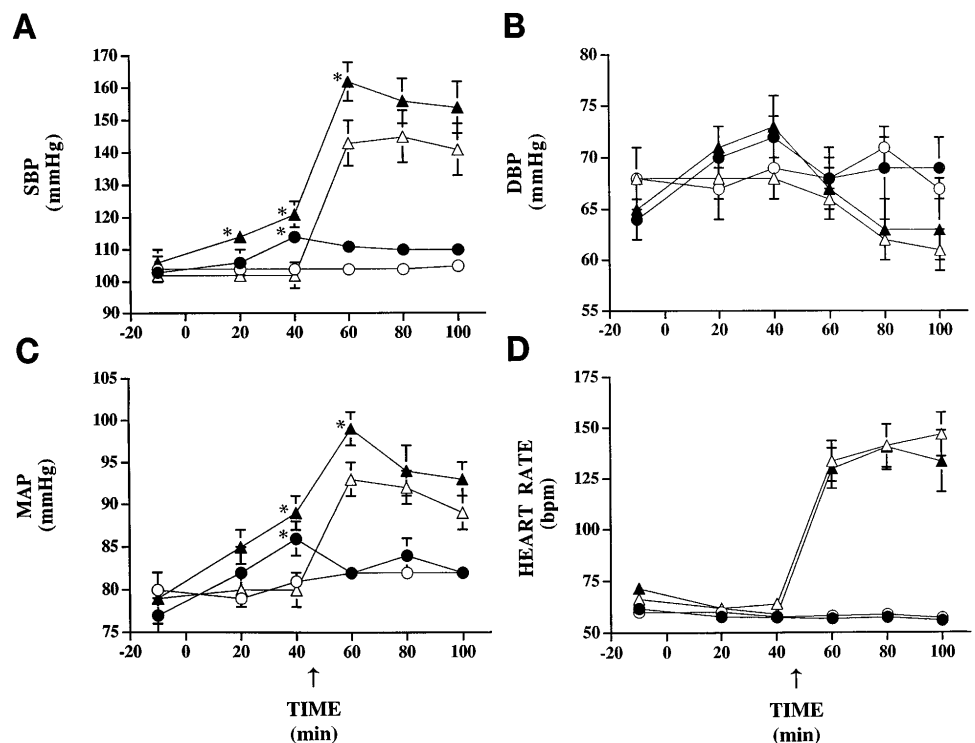 A
SBP
(mmHg)
170
160
150
140
130
120
110
100
90
-20 0 20 40 60 80 100
* * * *
B
DBP
(mmHg)
80
75
70
65
60
55
-20 0 20 40 60 80 100
C
MAP
(mmHg)
105
100
95
90
85
80
75
-20 0 20 40 60 80 100
* * *
↑
TIME
(min)
D
HEART RATE
(bpm)
175
150
125
100
75
50
-20 0 20 40 60 80 100
↑
TIME
(min)